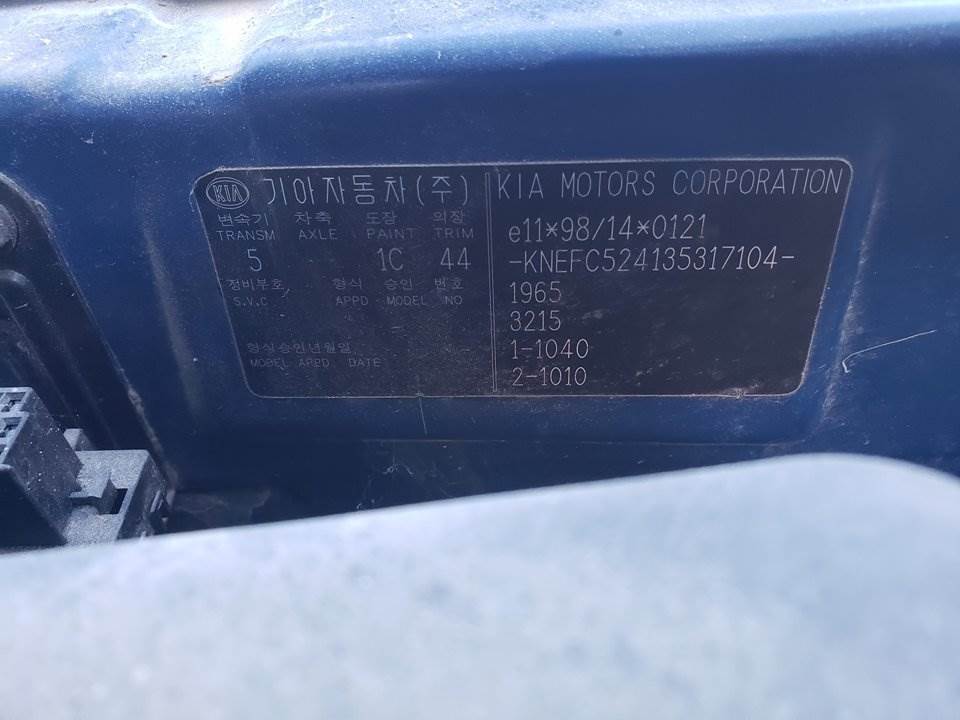 KIA 기아자동차(주)
변속기 차축 도장 의장
TRANSM AXLE PAINT TRIM
5 1C 44
정비부호 형식 승인 번호
S.V.C APPD MODEL NO
-
형식승인년월일 - -
MODEL APPD DATE
KIA MOTORS CORPORATION
e11*98/14*0121
-KNEFC524135317104-
1965
3215
1-1040
2-1010